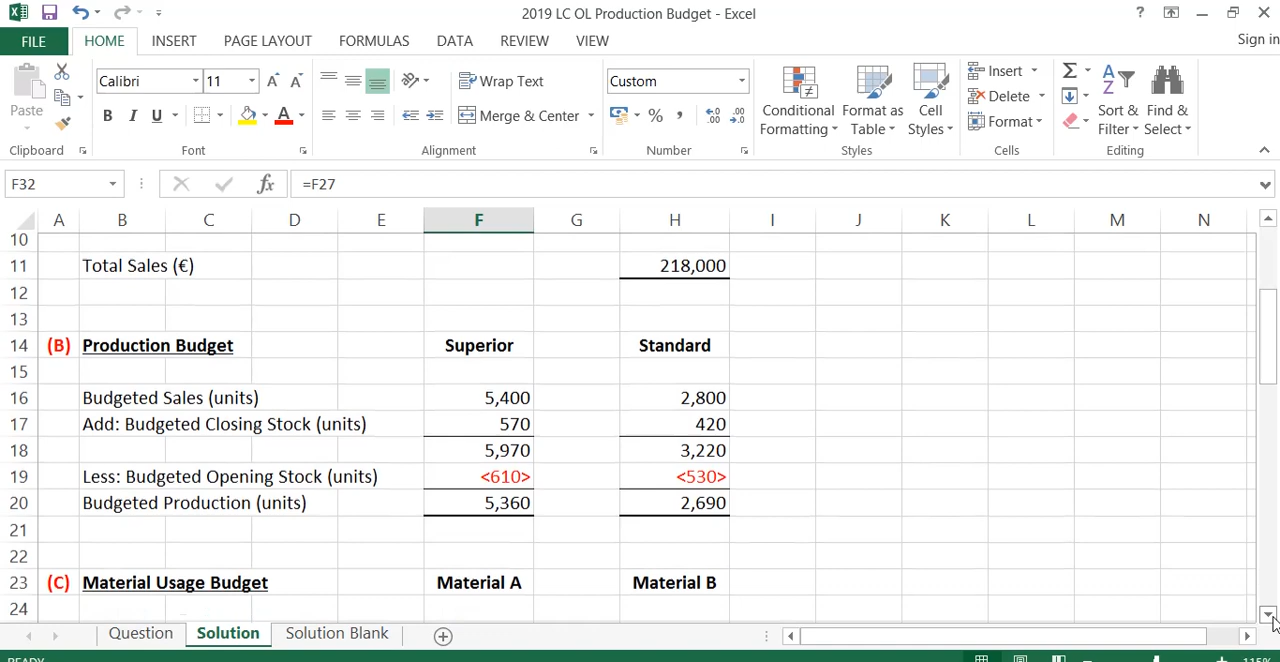 2019 LC OL Production Budget - Excel
?
FILE HOME INSERT PAGE LAYOUT FORMULAS DATA REVIEW VIEW Sign in
Paste
Calibri 11
B I U A
Wrap Text
Merge & Center
Custom
%
Conditional Formatting
Format as Table
Cell Styles
Insert
Delete
Format
Sort & Filter
Find & Select
Clipboard Font Alignment Number Styles Cells Editing
F32 fx =F27
A B C D E F G H I J K L M N
10
11 Total Sales (€) 218,000
12
13
14 (B) Production Budget Superior Standard
15
16 Budgeted Sales (units) 5,400 2,800
17 Add: Budgeted Closing Stock (units) 570 420
18 5,970 3,220
19 Less: Budgeted Opening Stock (units) <610> <530>
20 Budgeted Production (units) 5,360 2,690
21
22
23 (C) Material Usage Budget Material A Material B
24
Question Solution Solution Blank
READY 115%